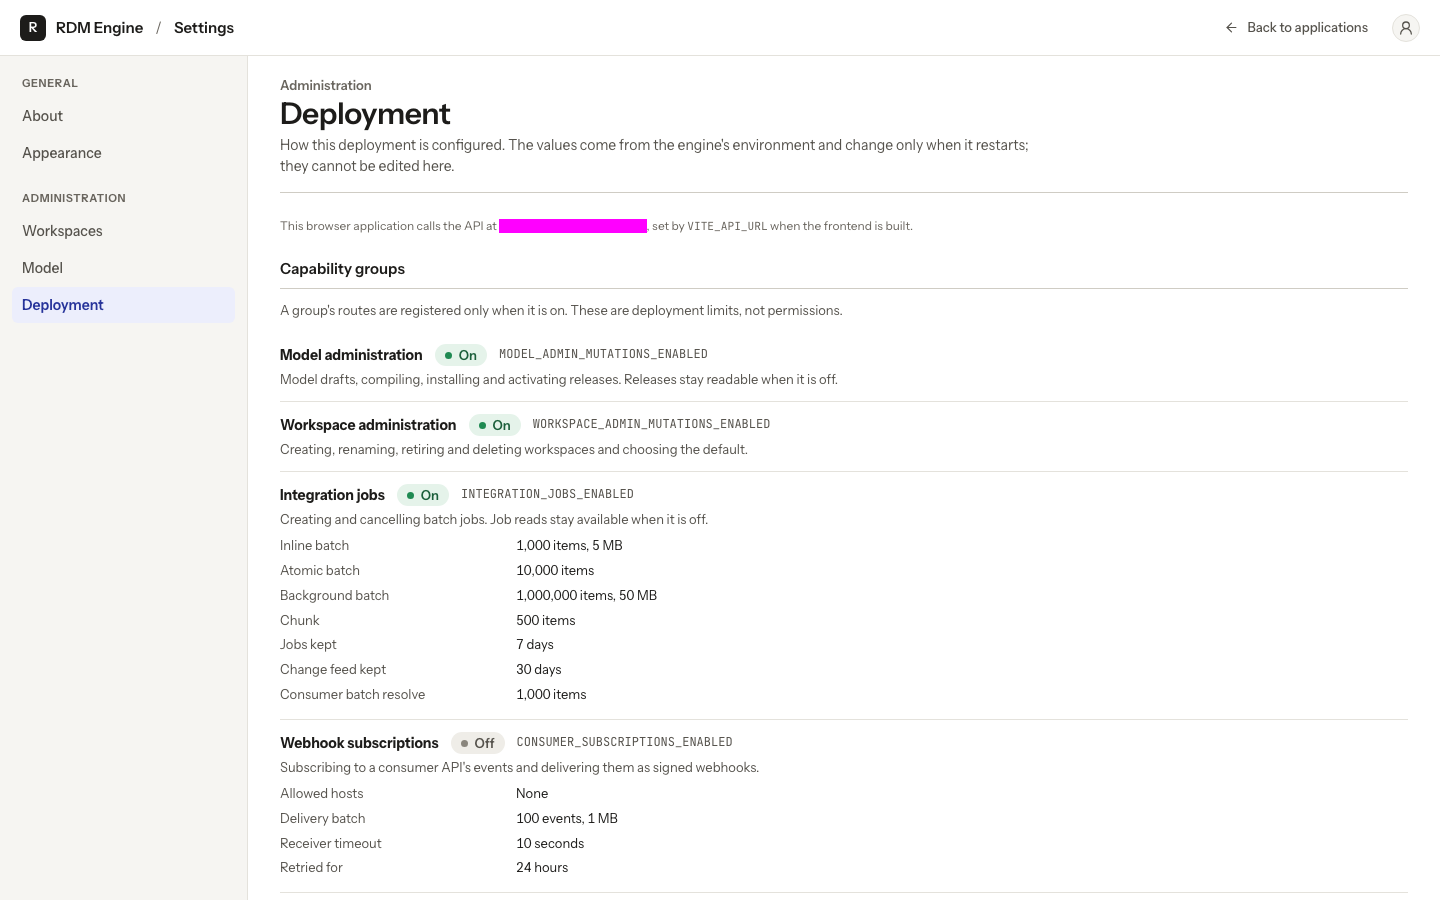 R RDM Engine / Settings
← Back to applications
GENERAL
About
Appearance
ADMINISTRATION
Workspaces
Model
Deployment
Administration
Deployment
How this deployment is configured. The values come from the engine's environment and change only when it restarts;
they cannot be edited here.
This browser application calls the API at , set by VITE_API_URL when the frontend is built.
Capability groups
A group's routes are registered only when it is on. These are deployment limits, not permissions.
Model administration On MODEL_ADMIN_MUTATIONS_ENABLED
Model drafts, compiling, installing and activating releases. Releases stay readable when it is off.
Workspace administration On WORKSPACE_ADMIN_MUTATIONS_ENABLED
Creating, renaming, retiring and deleting workspaces and choosing the default.
Integration jobs On INTEGRATION_JOBS_ENABLED
Creating and cancelling batch jobs. Job reads stay available when it is off.
Inline batch 1,000 items, 5 MB
Atomic batch 10,000 items
Background batch 1,000,000 items, 50 MB
Chunk 500 items
Jobs kept 7 days
Change feed kept 30 days
Consumer batch resolve 1,000 items
Webhook subscriptions Off CONSUMER_SUBSCRIPTIONS_ENABLED
Subscribing to a consumer API's events and delivering them as signed webhooks.
Allowed hosts None
Delivery batch 100 events, 1 MB
Receiver timeout 10 seconds
Retried for 24 hours